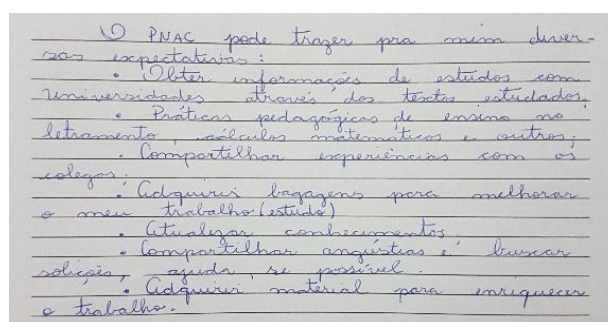 O PNAC pode trazer pra mim diver-
sas expectativas :
• Obter informações de estudos com
universidades através dos textos estudados.
• Práticas pedagógicas de ensino no
letramento, cálculos matemáticos e outros;
• Compartilhar experiências com os
colegas;
• Adquirir bagagens para melhorar
o meu trabalho (estudo)
• Atualizar conhecimentos.
• Compartilhar angústias e buscar
solições, ajuda, se possível.
• Adquirir material para enriquecer
o trabalho.